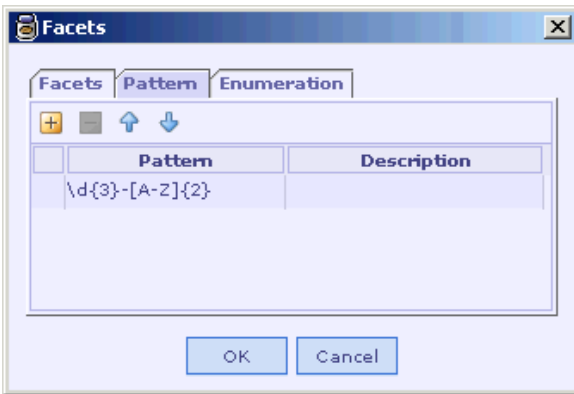 Facets
Facets Pattern Enumeration
Pattern Description
\d{3}-[A-Z]{2}
OK Cancel